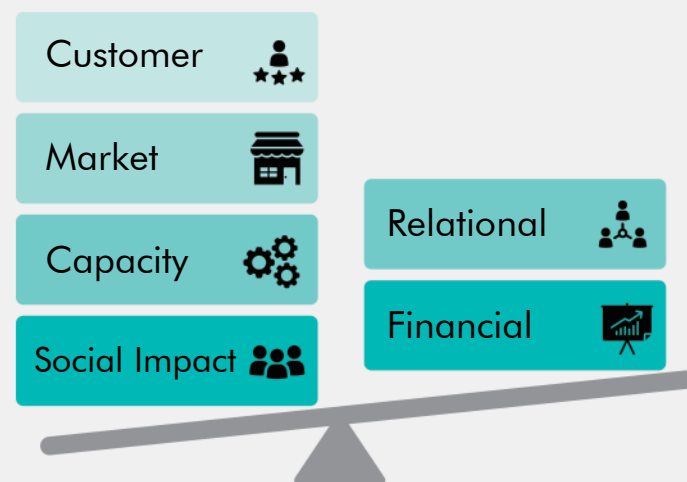 Customer
Market
Capacity
Social Impact
Relational
Financial